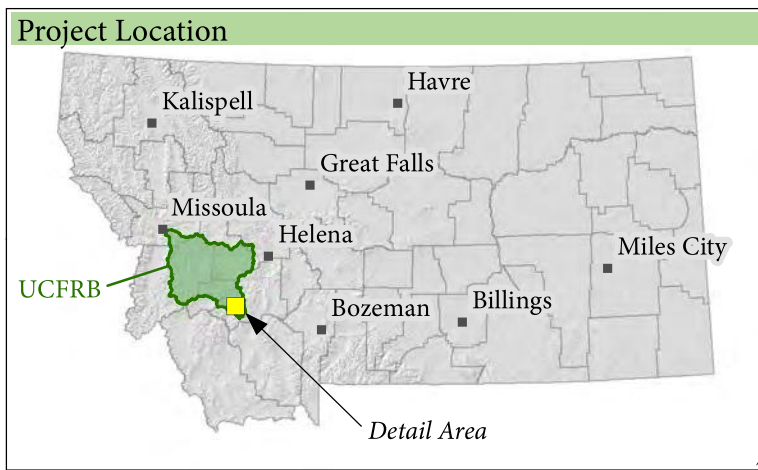 Project Location
Havre
Kalispell
Great Falls
Missoula
Helena
Miles City
UCFRB
Bozeman
Billings
Detail Area